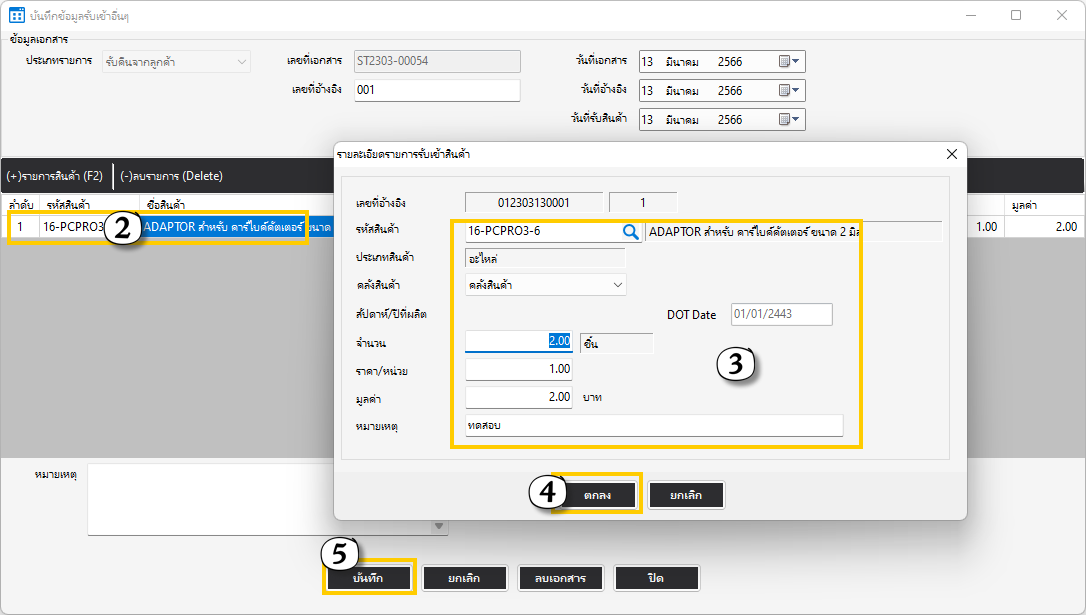 บันทึกข้อมูลรับเข้าอื่นๆ
ข้อมูลเอกสาร
ประเภทรายการ รับคืนจากลูกค้า เลขที่เอกสาร ST2303-00054 วันที่เอกสาร 13 มีนาคม 2566
เลขที่อ้างอิง 001 วันที่อ้างอิง 13 มีนาคม 2566
วันที่รับสินค้า 13 มีนาคม 2566
(+)รายการสินค้า (F2) (-)ลบรายการ (Delete)
ลำดับ รหัสสินค้า ชื่อสินค้า มูลค่า
1 16-PCPRO3 2 ADAPTOR สำหรับ คาร์ไบค์คัตเตอร์ ขนาด 1.00 2.00
รายละเอียดรายการรับเข้าสินค้า
เลขที่อ้างอิง 012303130001 1
รหัสสินค้า 16-PCPRO3-6 ADAPTOR สำหรับ คาร์ไบค์คัตเตอร์ ขนาด 2 มิล
ประเภทสินค้า อะไหล่
คลังสินค้า คลังสินค้า
สัปดาห์/ปีที่ผลิต DOT Date 01/01/2443
จำนวน 2.00 ชิ้น
3
ราคา/หน่วย 1.00
มูลค่า 2.00 บาท
หมายเหตุ ทดสอบ
4 ตกลง ยกเลิก
หมายเหตุ
5 บันทึก ยกเลิก ลบเอกสาร ปิด